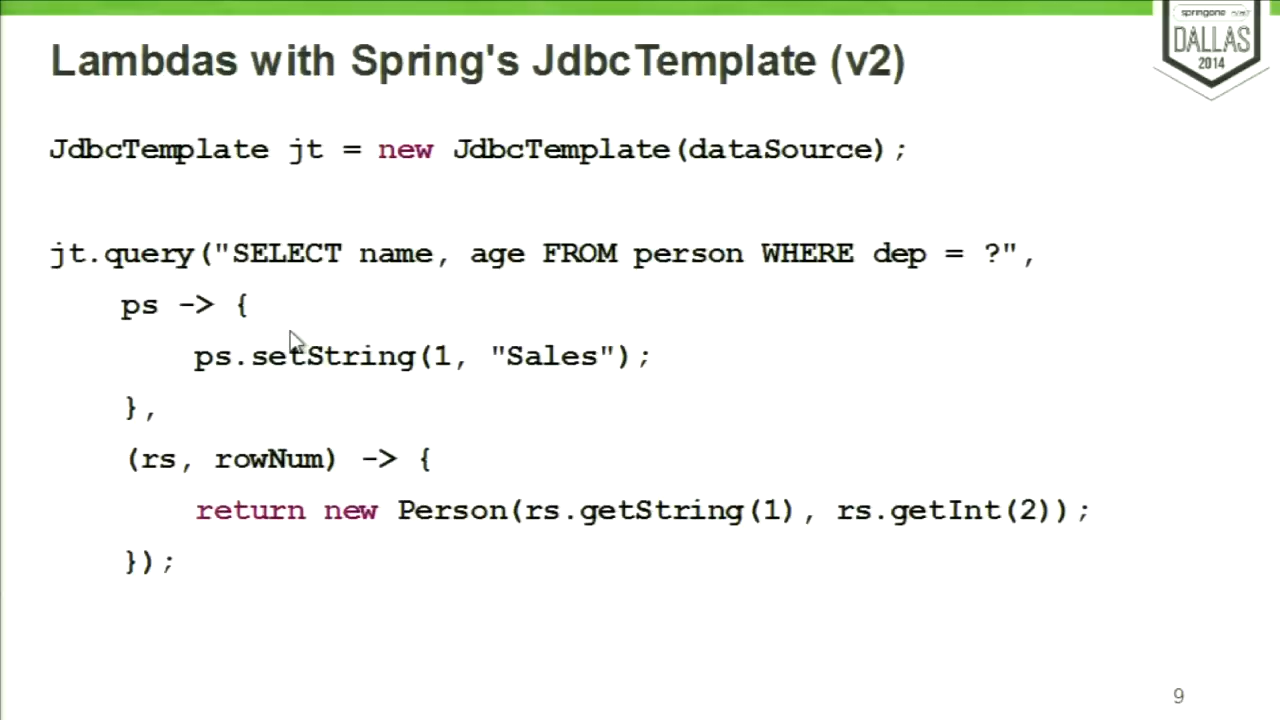 Lambdas with Spring's JdbcTemplate (v2)
springone
DALLAS
2014
JdbcTemplate jt = new JdbcTemplate(dataSource);
jt.query("SELECT name, age FROM person WHERE dep = ?",
ps -> {
ps.setString(1, "Sales");
},
(rs, rowNum) -> {
return new Person(rs.getString(1), rs.getInt(2));
});
9